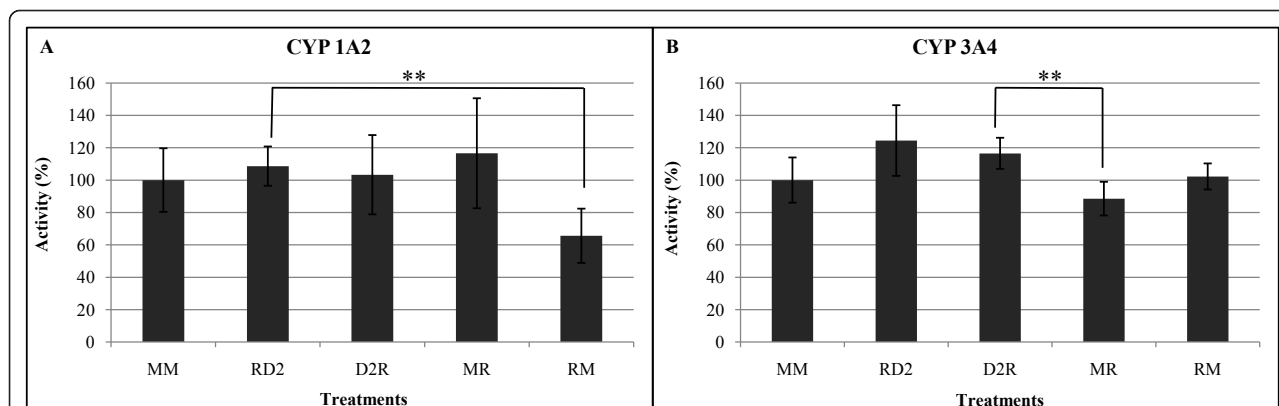 A
CYP 1A2
Activity (%)
160
140
120
100
80
60
40
20
0
**
MM RD2 D2R MR RM
Treatments
B
CYP 3A4
Activity (%)
160
140
120
100
80
60
40
20
0
**
MM RD2 D2R MR RM
Treatments